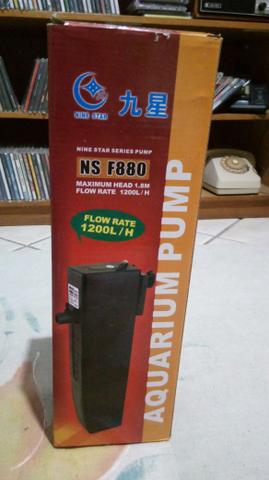 NINE STAR
九星
NINE STAR SERIES PUMP
NS F880
MAXIMUM HEAD 1.8M
FLOW RATE 1200L/H
FLOW RATE
1200L/H
AQUARIUM PUMP